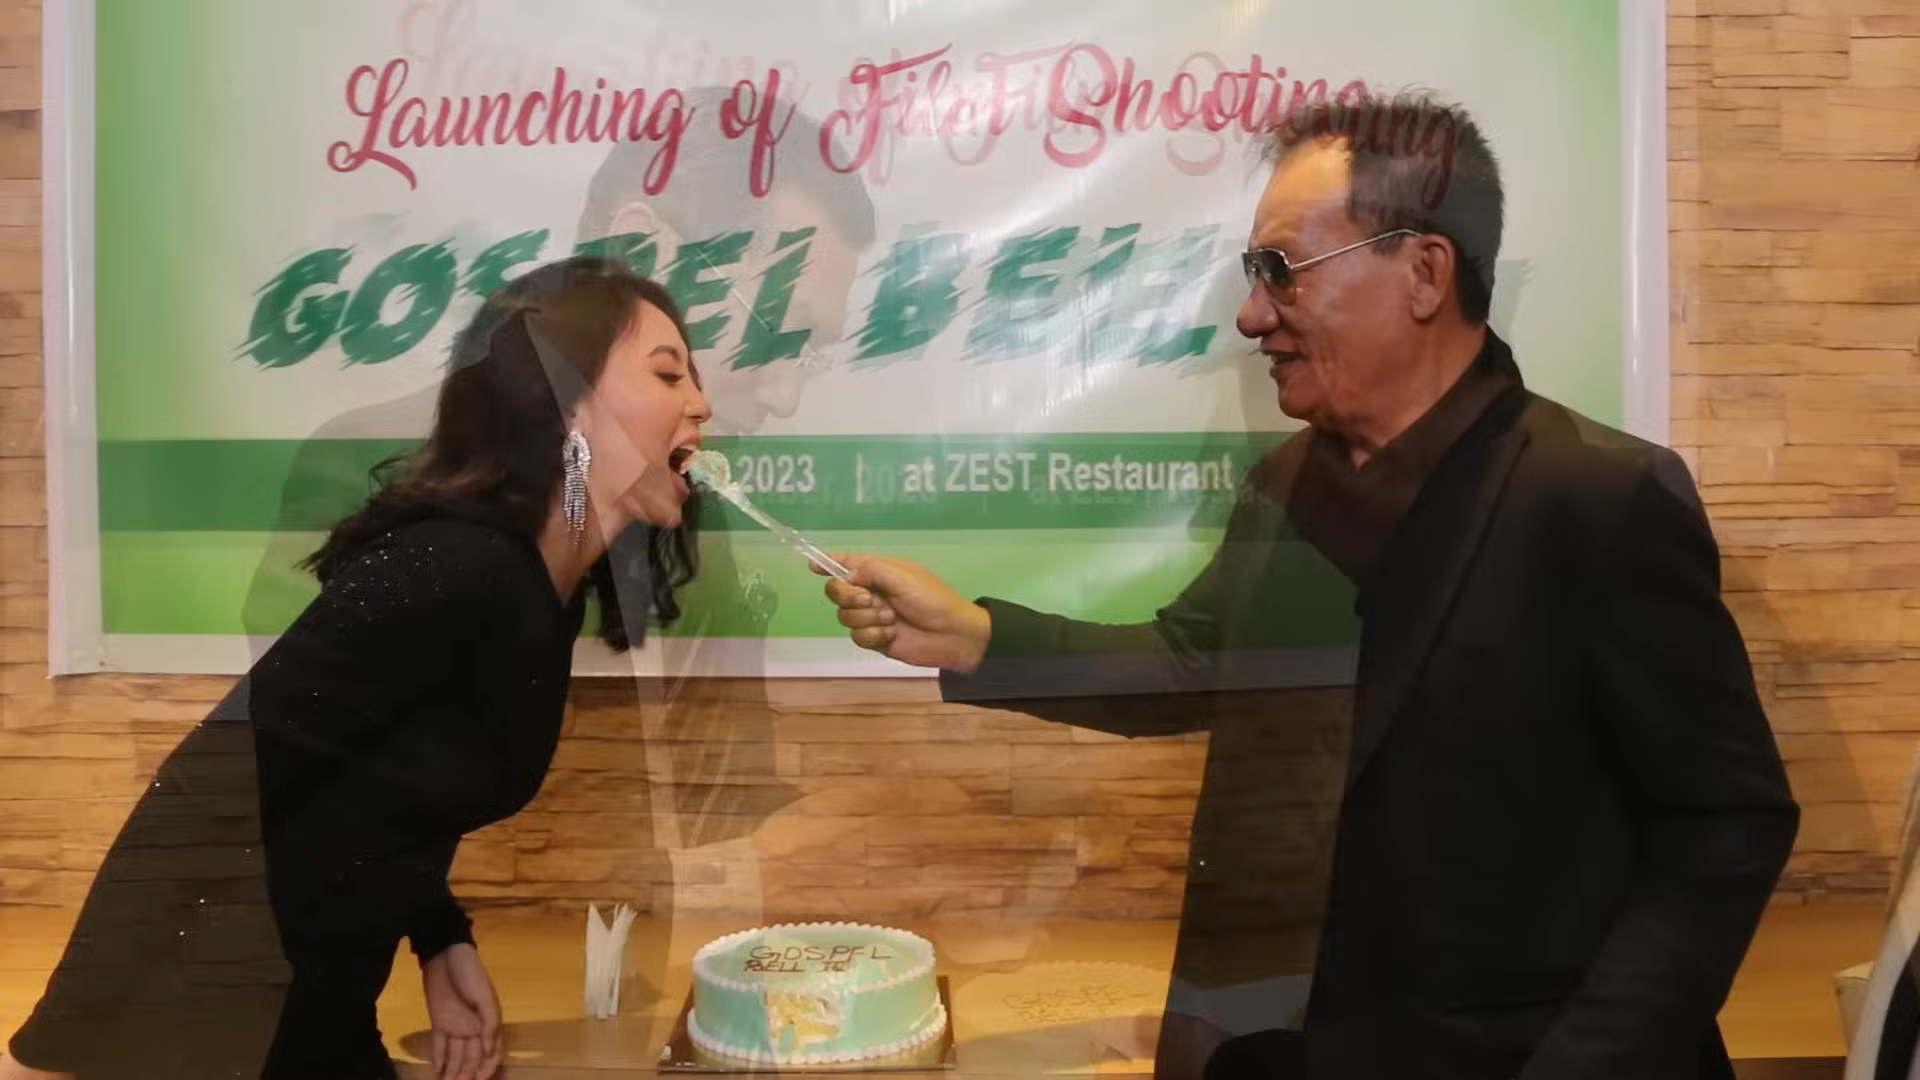 Launching of Film Shooting
GOSPEL BELL
2023 | at ZEST Restaurant
GOSPEL
BELL